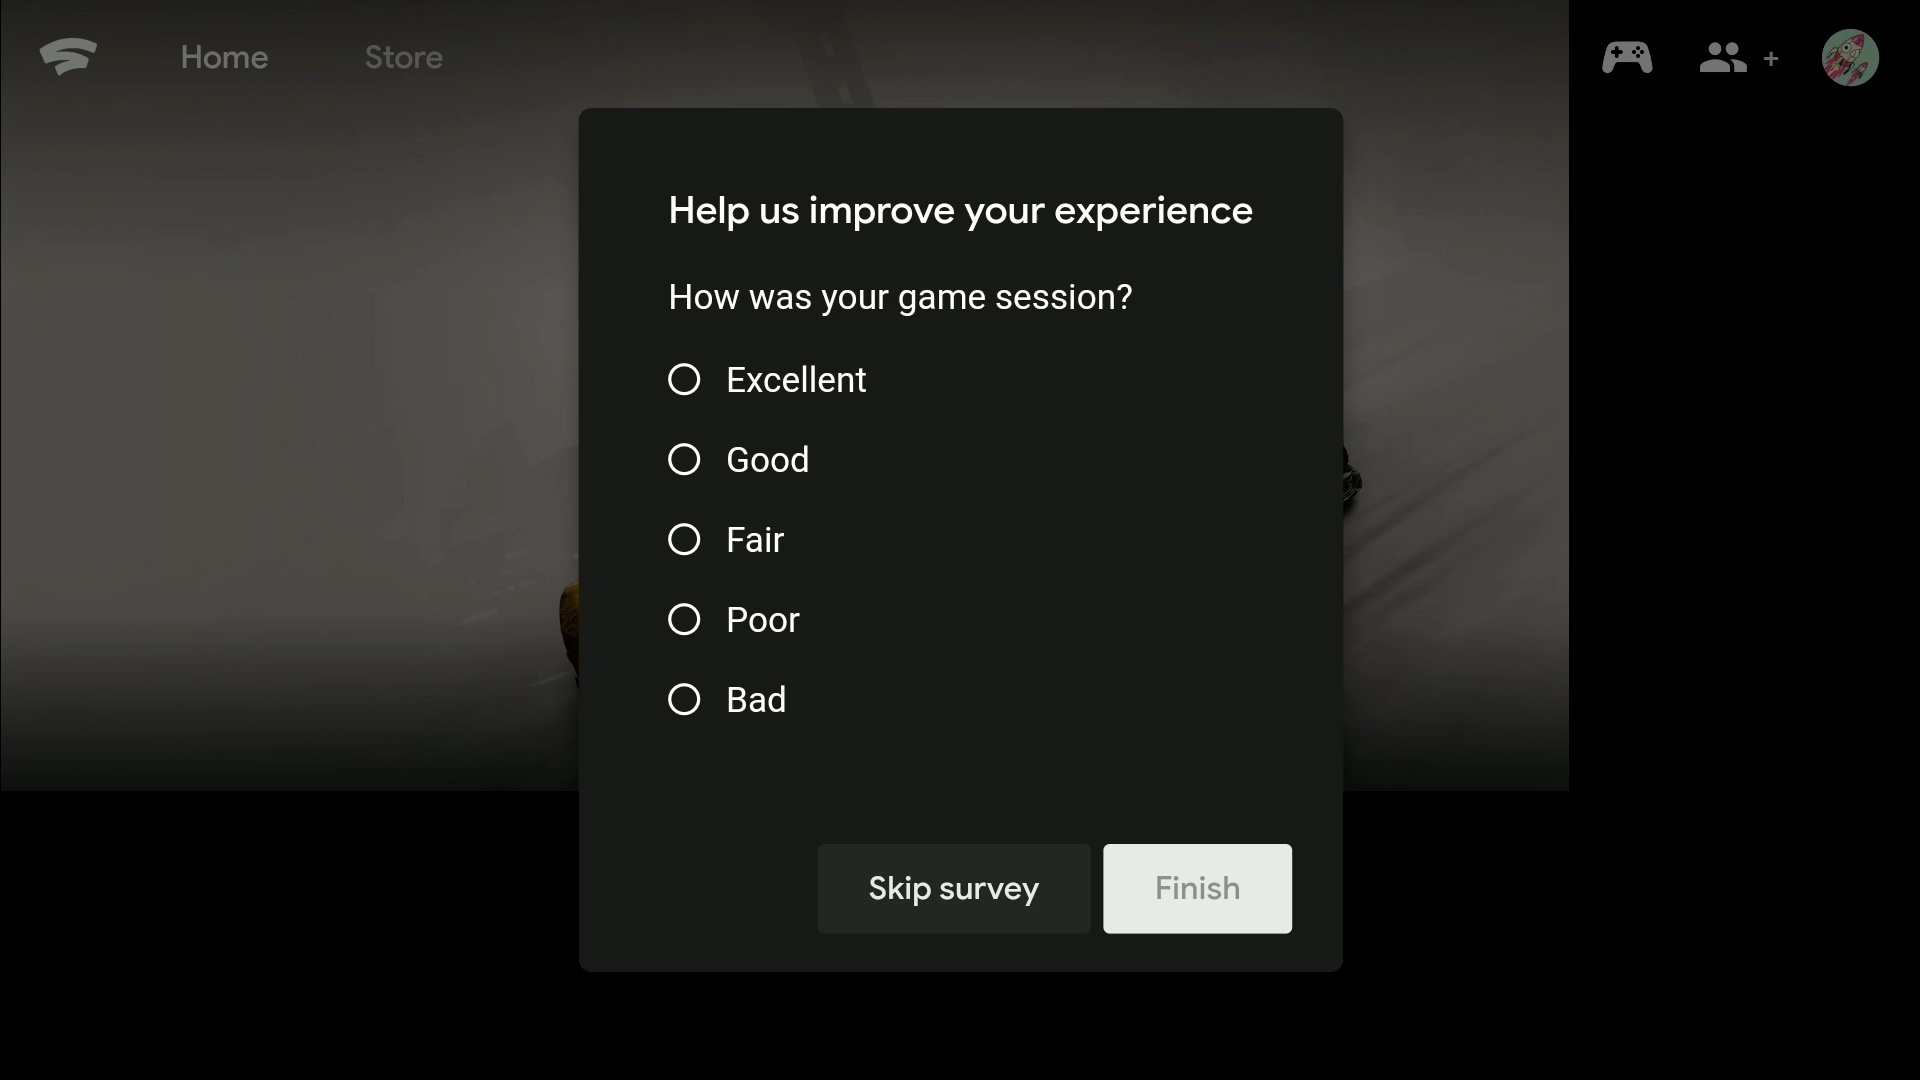 Home
Store
+
Help us improve your experience
How was your game session?
Excellent
Good
Fair
Poor
Bad
Skip survey
Finish